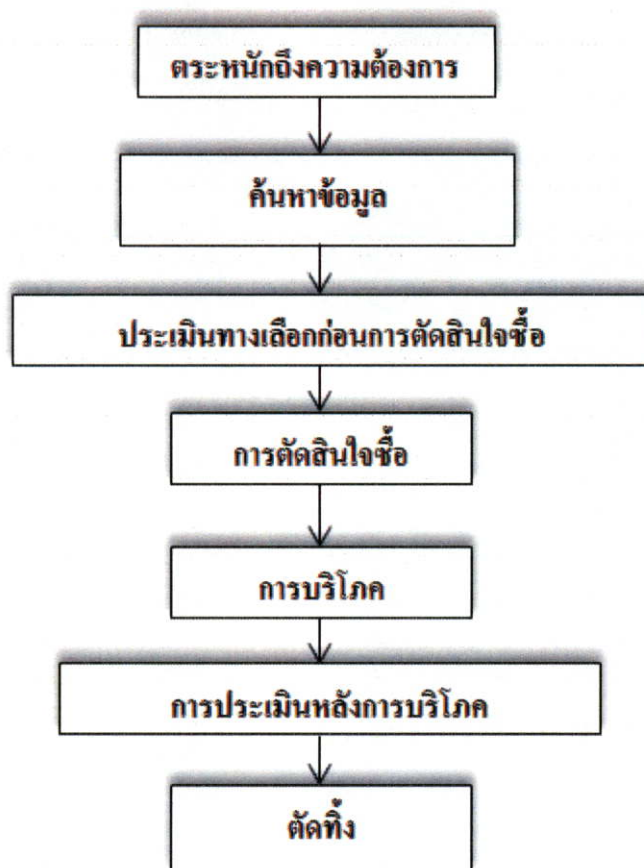 ตระหนักถึงความต้องการ
ค้นหาข้อมูล
ประเมินทางเลือกก่อนการตัดสินใจซื้อ
การตัดสินใจซื้อ
การบริโภค
การประเมินหลังการบริโภค
ตัดทิ้ง